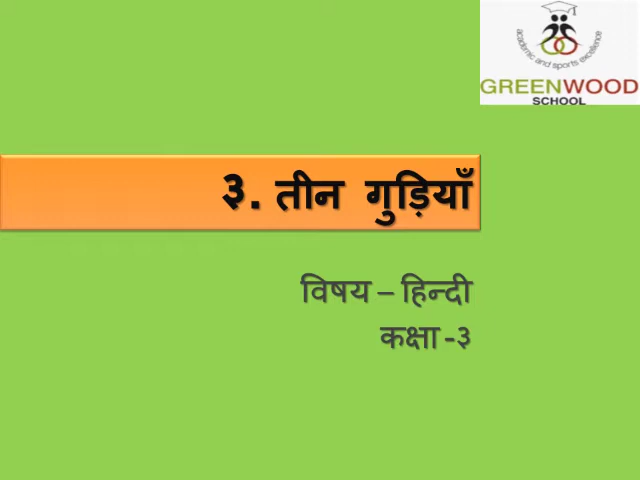 academic and sports excellence
GREENWOOD
SCHOOL
३. तीन गुड़ियाँ
विषय – हिन्दी
कक्षा -३